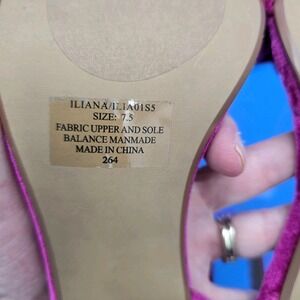 ILIANA/ILIA01S5
SIZE: 7.5
FABRIC UPPER AND SOLE
BALANCE MANMADE
MADE IN CHINA
264